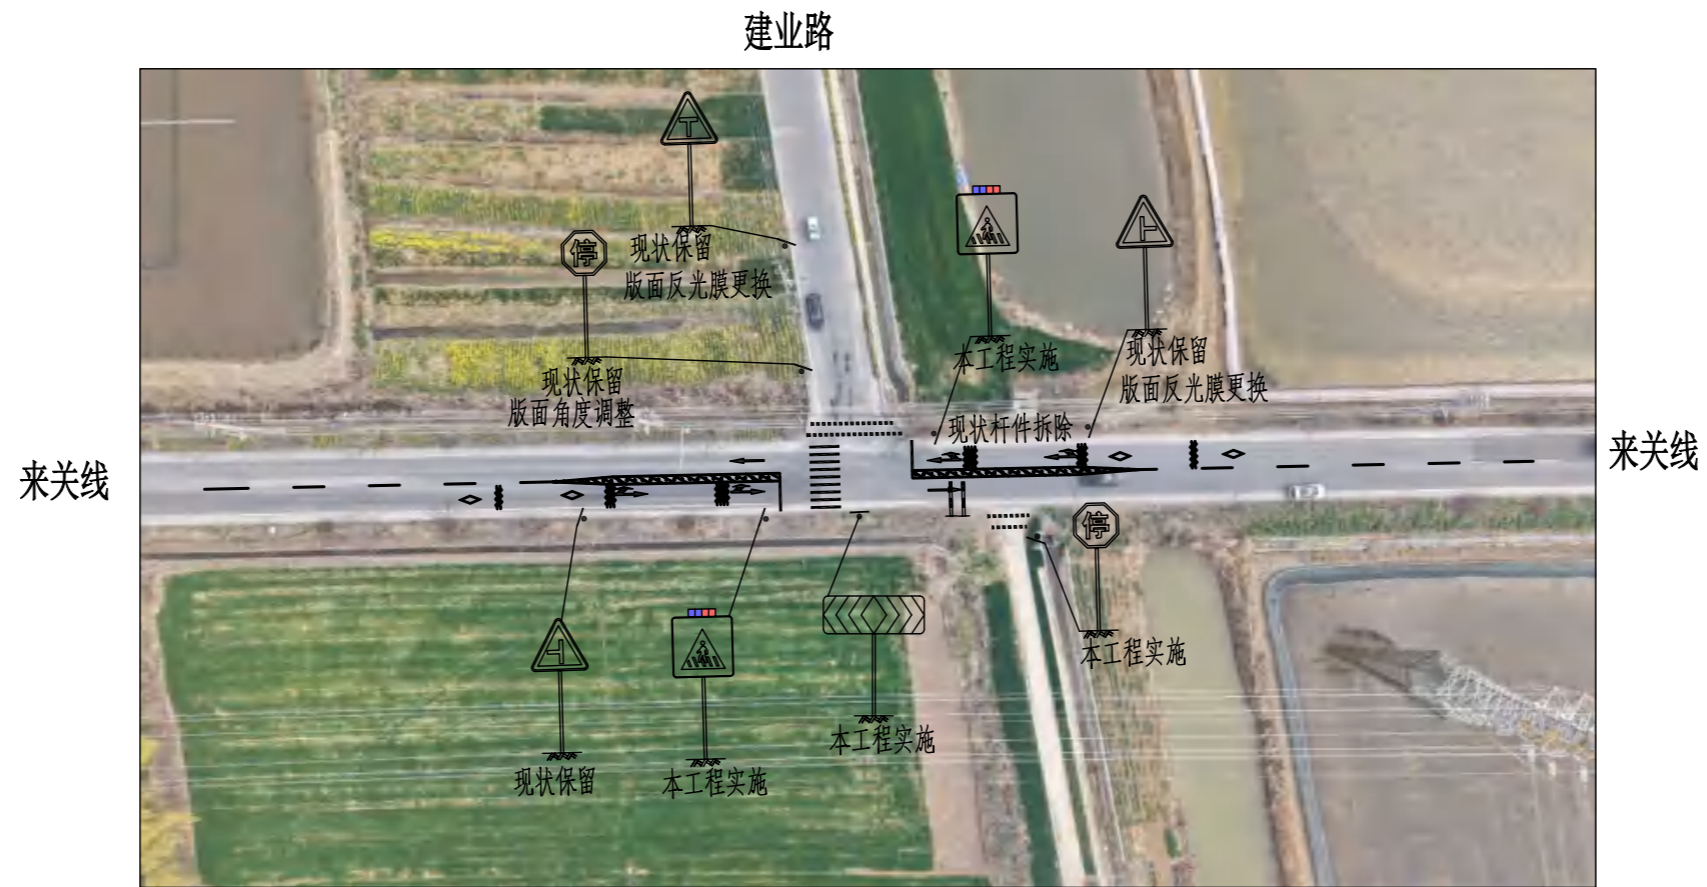 建业路
停
现状保留
版面反光膜更换
现状保留
版面角度调整
本工程实施
现状保留
版面反光膜更换
现状杆件拆除
来关线
来关线
停
本工程实施
本工程实施
现状保留
本工程实施